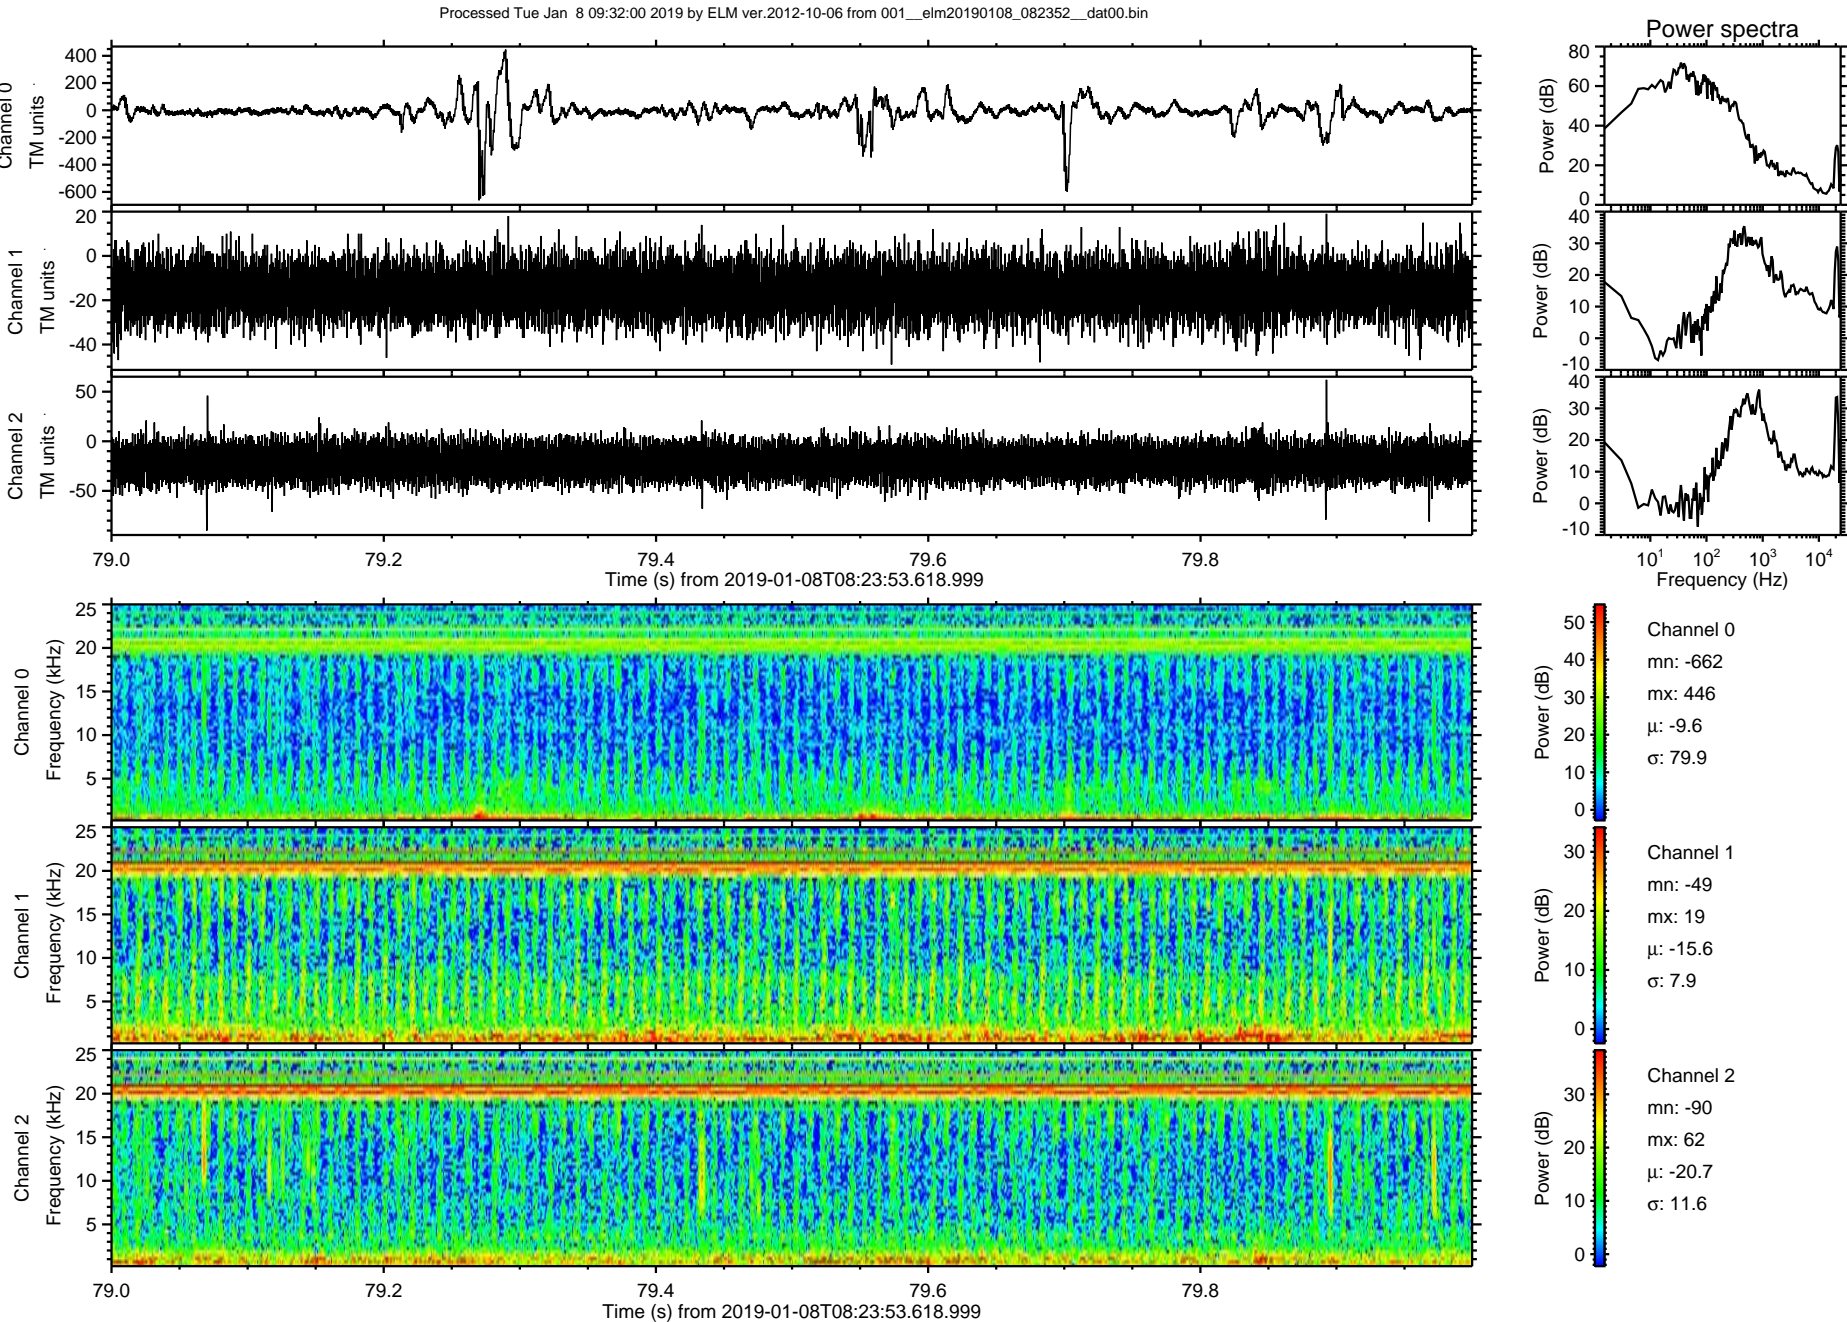 Processed Tue Jan  8 09:32:00 2019 by ELM ver.2012-10-06 from 001__elm20190108_082352__dat00.bin
Power spectra
Channel 0
TM units
400
200
0
-200
-400
-600
Power (dB)
80
60
40
20
0
Channel 1
TM units
20
0
-20
-40
Power (dB)
40
30
20
10
0
-10
Channel 2
TM units
50
0
-50
Power (dB)
40
30
20
10
0
-10
79.0 79.2 79.4 79.6 79.8
Time (s) from 2019-01-08T08:23:53.618.999
10^1 10^2 10^3 10^4
Frequency (Hz)
Channel 0
Frequency (kHz)
25
20
15
10
5
Power (dB)
50
40
30
20
10
0
Channel 0
mn: -662
mx: 446
μ: -9.6
σ: 79.9
Channel 1
Frequency (kHz)
25
20
15
10
5
Power (dB)
30
20
10
0
Channel 1
mn: -49
mx: 19
μ: -15.6
σ: 7.9
Channel 2
Frequency (kHz)
25
20
15
10
5
Power (dB)
30
20
10
0
Channel 2
mn: -90
mx: 62
μ: -20.7
σ: 11.6
79.0 79.2 79.4 79.6 79.8
Time (s) from 2019-01-08T08:23:53.618.999